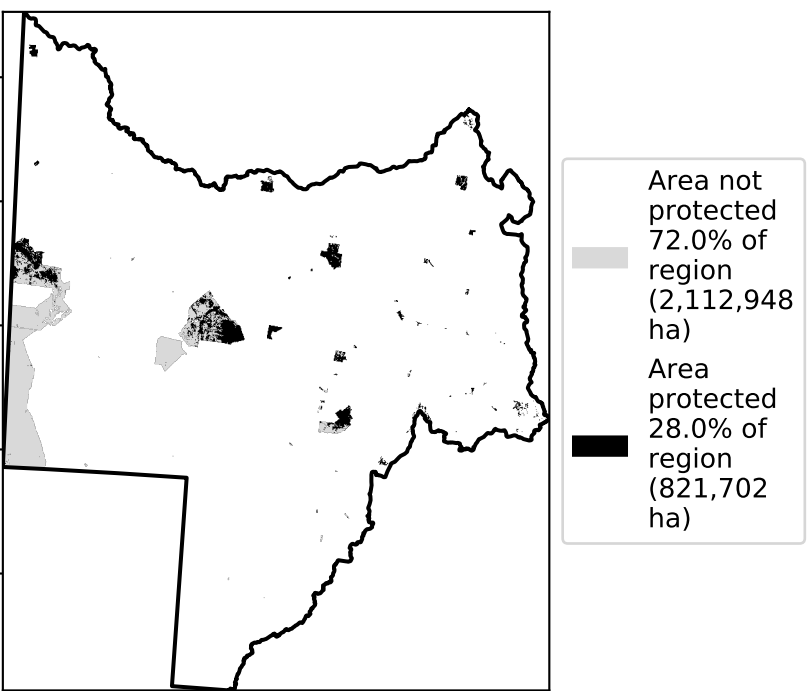 Area not
protected
72.0% of
region
(2,112,948
ha)
Area
protected
28.0% of
region
(821,702
ha)